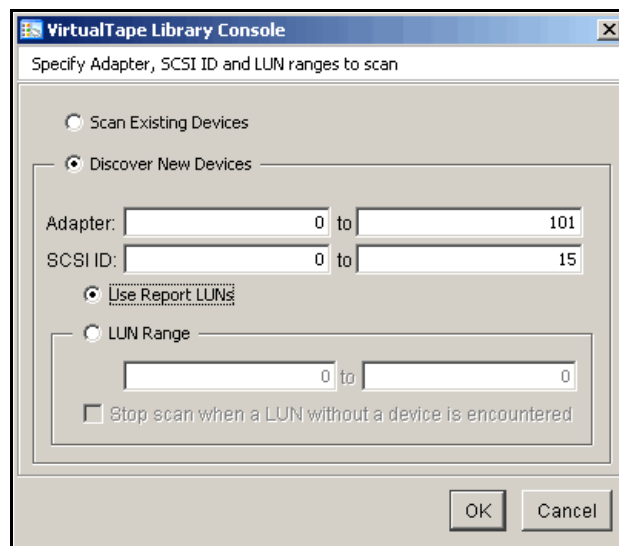 VirtualTape Library Console
Specify Adapter, SCSI ID and LUN ranges to scan
Scan Existing Devices
Discover New Devices
Adapter: 0 to 101
SCSI ID: 0 to 15
Use Report LUNs
LUN Range
0 to 0
Stop scan when a LUN without a device is encountered
OK Cancel